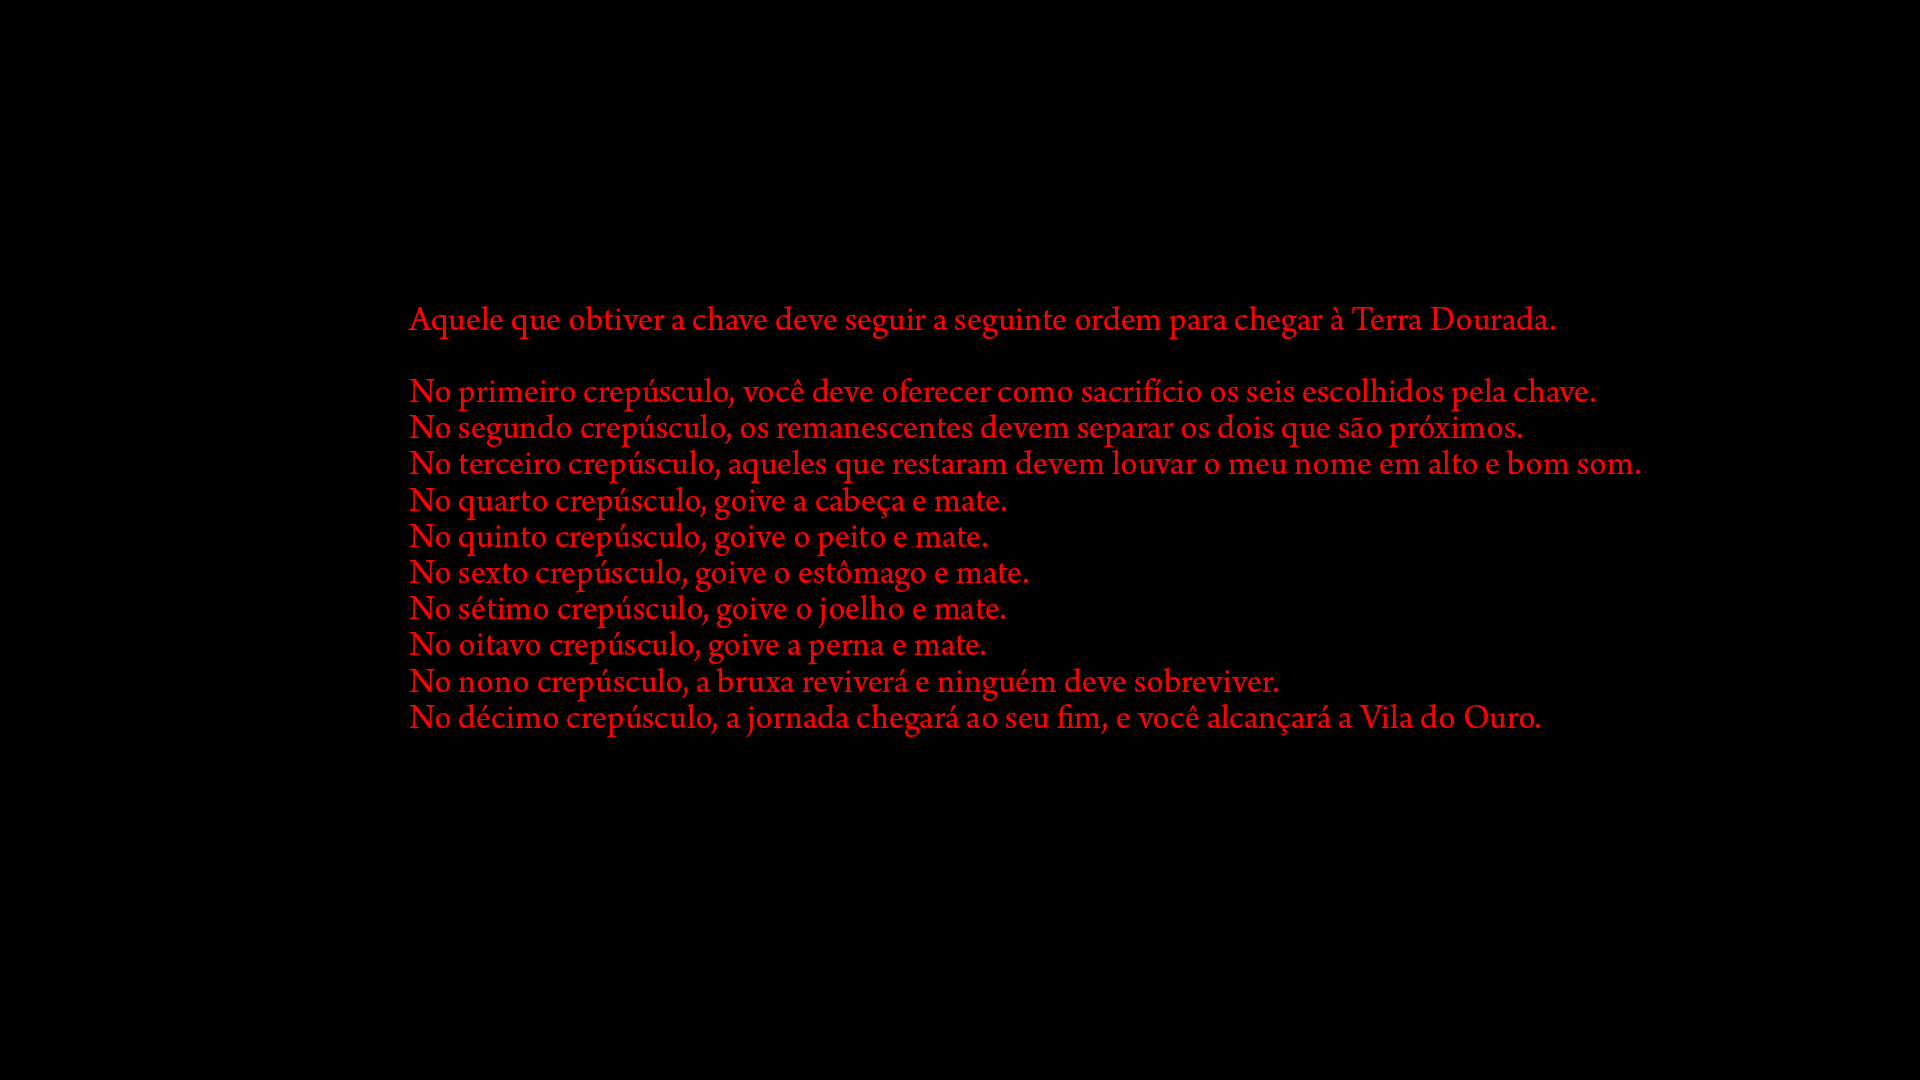 Aquele que obtiver a chave deve seguir a seguinte ordem para chegar à Terra Dourada.
No primeiro crepúsculo, você deve oferecer como sacrifício os seis escolhidos pela chave.
No segundo crepúsculo, os remanescentes devem separar os dois que são próximos.
No terceiro crepúsculo, aqueles que restaram devem louvar o meu nome em alto e bom som.
No quarto crepúsculo, goive a cabeça e mate.
No quinto crepúsculo, goive o peito e mate.
No sexto crepúsculo, goive o estômago e mate.
No sétimo crepúsculo, goive o joelho e mate.
No oitavo crepúsculo, goive a perna e mate.
No nono crepúsculo, a bruxa reviverá e ninguém deve sobreviver.
No décimo crepúsculo, a jornada chegará ao seu fim, e você alcançará a Vila do Ouro.